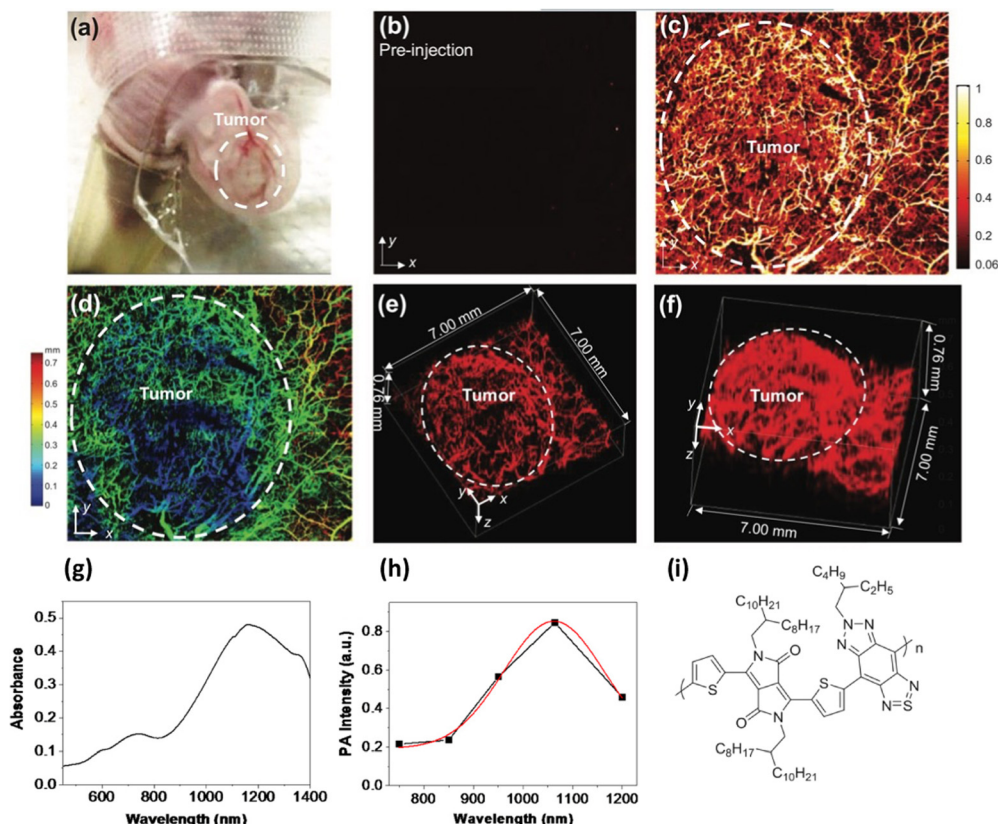 (a)
Tumor
(b)
Pre-injection
y
x
(c)
Tumor
y
x
1
0.8
0.6
0.4
0.2
0.06
(d)
mm
0.7
0.6
0.5
0.4
0.3
0.2
0.1
0
Tumor
y
x
(e)
7.00 mm
7.00 mm
0.76 mm
Tumor
y
x
z
(f)
0.76 mm
7.00 mm
7.00 mm
Tumor
y
x
z
(g)
Absorbance
0.5
0.4
0.3
0.2
0.1
0.0
600 800 1000 1200 1400
Wavelength (nm)
(h)
PA Intensity (a.u.)
0.8
0.6
0.4
0.2
0.0
800 900 1000 1100 1200
Wavelength (nm)
(i)
C4H9
C2H5
C10H21
C8H17
N
N
N
N
O
S
S
n
O
N
N
N
S
C8H17
C10H21